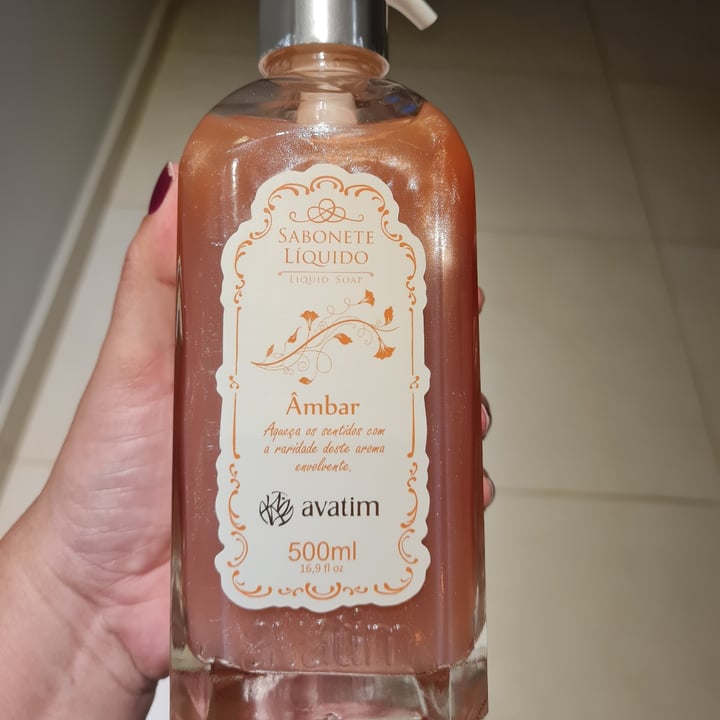 SABONETE
LÍQUIDO
LIQUID SOAP
Âmbar
Aqueça os sentidos com
a raridade deste aroma
envolvente.
avatim
500ml
16,9 fl oz
avatim